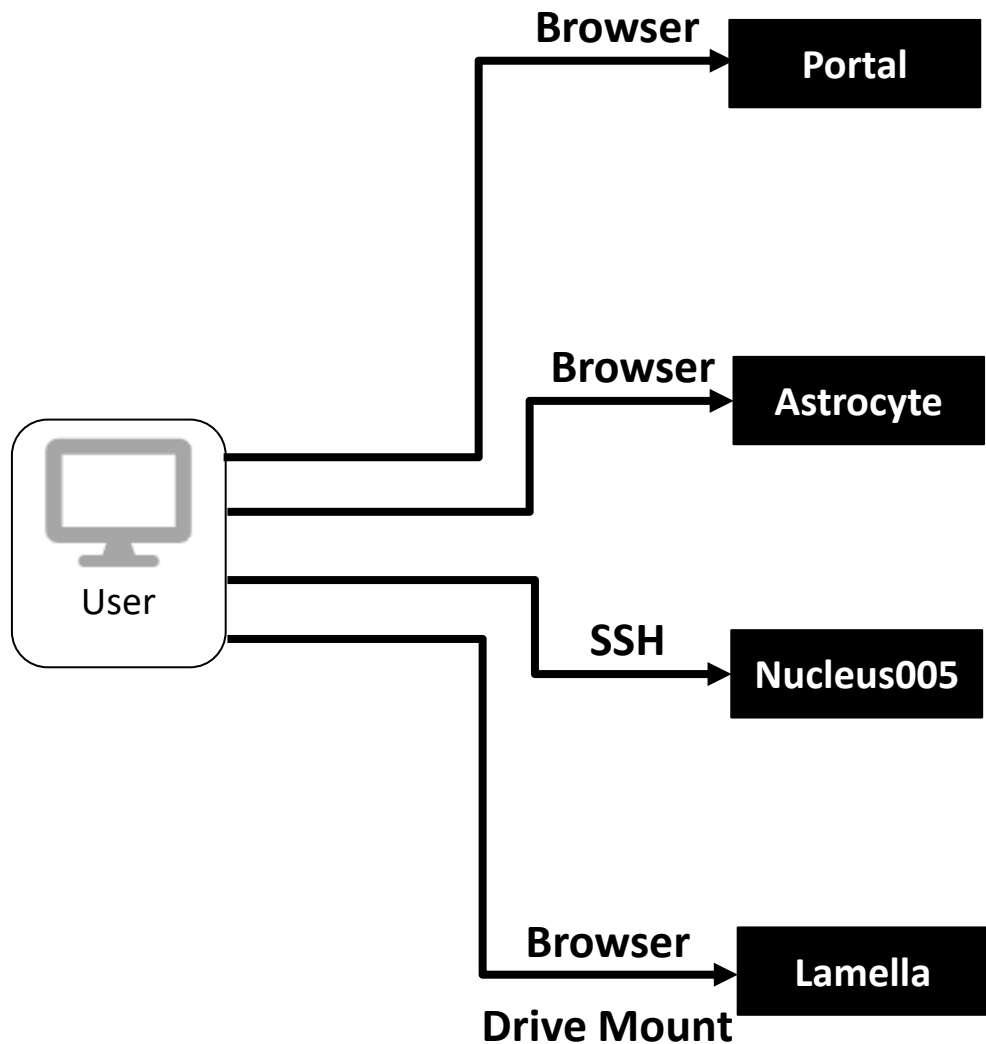 Browser
Portal
Browser
Astrocyte
User
SSH
Nucleus005
Browser
Lamella
Drive Mount